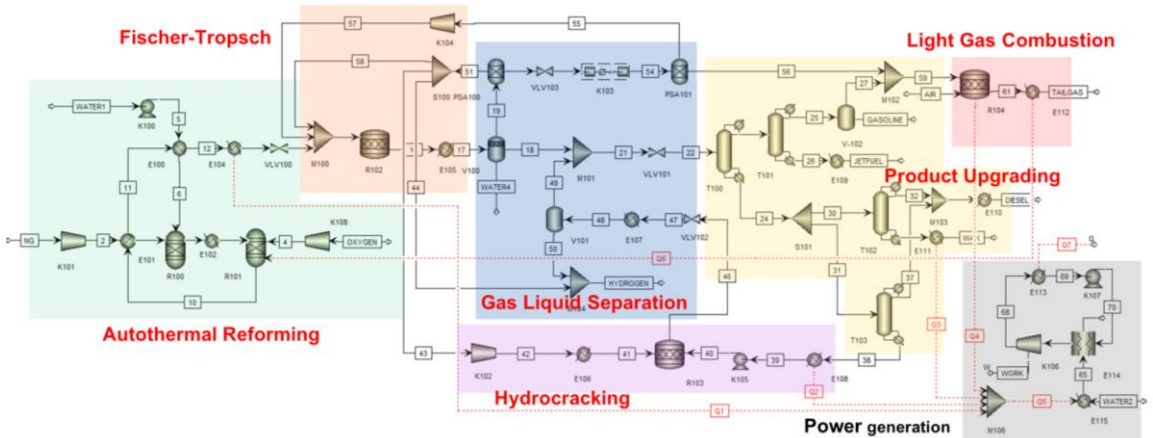 57
K104
55
Fischer-Tropsch
58
S100
51
PSA100
VLV103
K103
54
PSA101
56
27
M102
Light Gas Combustion
59
AIR
R104
61
TAILGAS
E112
WATER1
K100
5
19
25
GASOLINE
V-102
11
E100
12
E104
VLV100
M100
R102
1
E105
17
V100
18
M101
21
VLV101
22
T100
T101
26
E109
JETFUEL
6
44
WATER4
49
Product Upgrading
24
S101
30
32
M103
E110
DIESEL
NG
K101
2
E101
R100
E102
R101
4
K108
OXYGEN
V101
48
E107
47
VLV102
T102
E111
Q7
50
Q6
46
31
37
10
HYDROGEN
Gas Liquid Separation
Autothermal Reforming
E113
69
K107
68
70
T103
Q3
Q4
43
K102
42
E106
41
R103
40
K105
39
E108
38
W
WORK
K106
E114
65
Q2
Hydrocracking
Q1
Q5
WATER2
M106
E115
Power generation